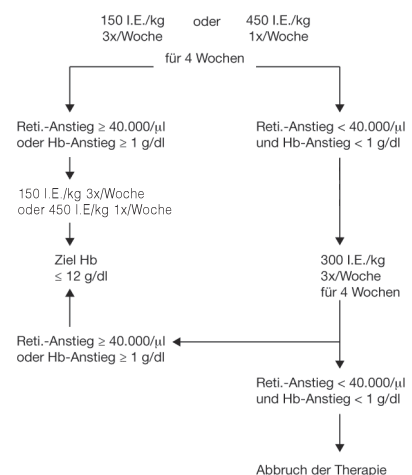 150 I.E./kg oder 450 I.E./kg
3x/Woche 1x/Woche
für 4 Wochen
Reti.-Anstieg ≥ 40.000/µl
oder Hb-Anstieg ≥ 1 g/dl
Reti.-Anstieg < 40.000/µl
und Hb-Anstieg < 1 g/dl
150 I.E./kg 3x/Woche
oder 450 I.E/kg 1x/Woche
Ziel Hb
≤ 12 g/dl
300 I.E./kg
3x/Woche
für 4 Wochen
Reti.-Anstieg ≥ 40.000/µl
oder Hb-Anstieg ≥ 1 g/dl
Reti.-Anstieg < 40.000/µl
und Hb-Anstieg < 1 g/dl
Abbruch der Therapie